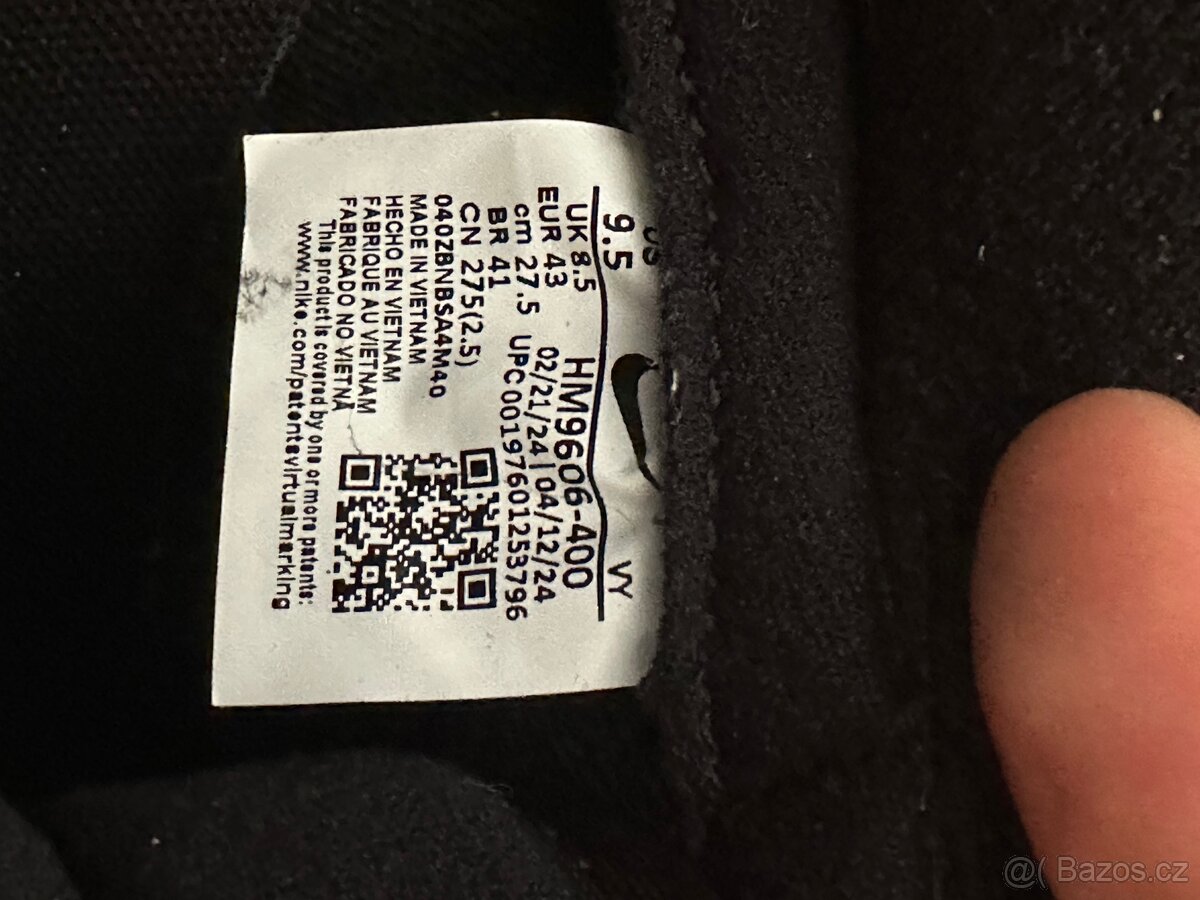 US
9.5
VY
UK 8.5
HM9606-400
EUR 43
02/21/24 | 04/12/24
cm 27.5
UPC00197601253796
BR 41
CN 275(2.5)
040ZBNBSA4M40
MADE IN VIETNAM
HECHO EN VIETNAM
FABRIQUE AU VIETNAM
FABRICADO NO VIETNÃ
This product is covered by one or more patents:
www.nike.com/patentsvirtualmarking
@( Bazos.cz